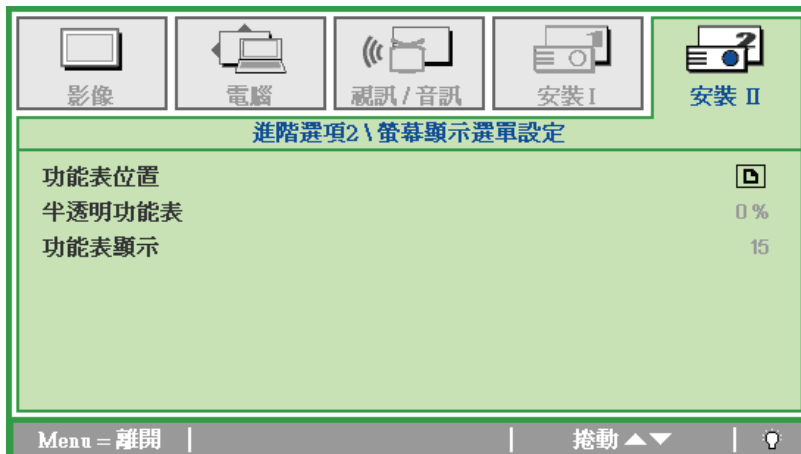 影像
電腦
視訊 / 音訊
安裝 I
安裝 II
進階選項2 \ 螢幕顯示選單設定
功能表位置
半透明功能表 0 %
功能表顯示 15
Menu = 離開 捲動 ▲▼